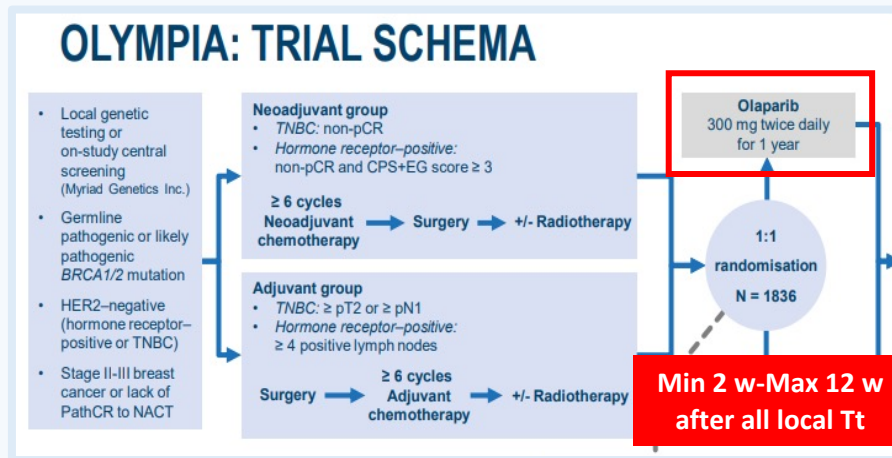 OLYMPIA: TRIAL SCHEMA
• Local genetic
testing or
on-study central
screening
(Myriad Genetics Inc.)
• Germline
pathogenic or likely
pathogenic
BRCA1/2 mutation
• HER2–negative
(hormone receptor–
positive or TNBC)
• Stage II-III breast
cancer or lack of
PathCR to NACT
Neoadjuvant group
• TNBC: non-pCR
• Hormone receptor–positive:
non-pCR and CPS+EG score ≥ 3
≥ 6 cycles
Neoadjuvant
chemotherapy
Surgery
+/- Radiotherapy
Adjuvant group
• TNBC: ≥ pT2 or ≥ pN1
• Hormone receptor–positive:
≥ 4 positive lymph nodes
Surgery
≥ 6 cycles
Adjuvant
chemotherapy
+/- Radiotherapy
Olaparib
300 mg twice daily
for 1 year
1:1
randomisation
N = 1836
Min 2 w-Max 12 w
after all local Tt